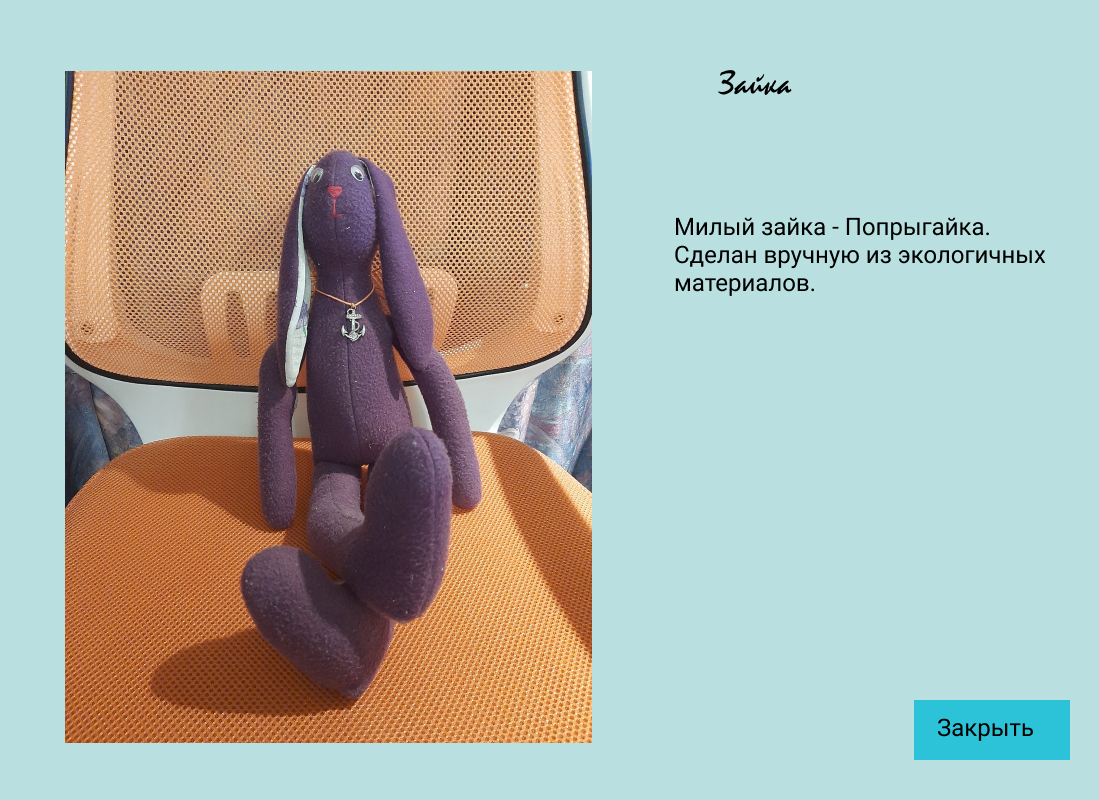 Зайка
Милый зайка - Попрыгайка.
Сделан вручную из экологичных
материалов.
Закрыть